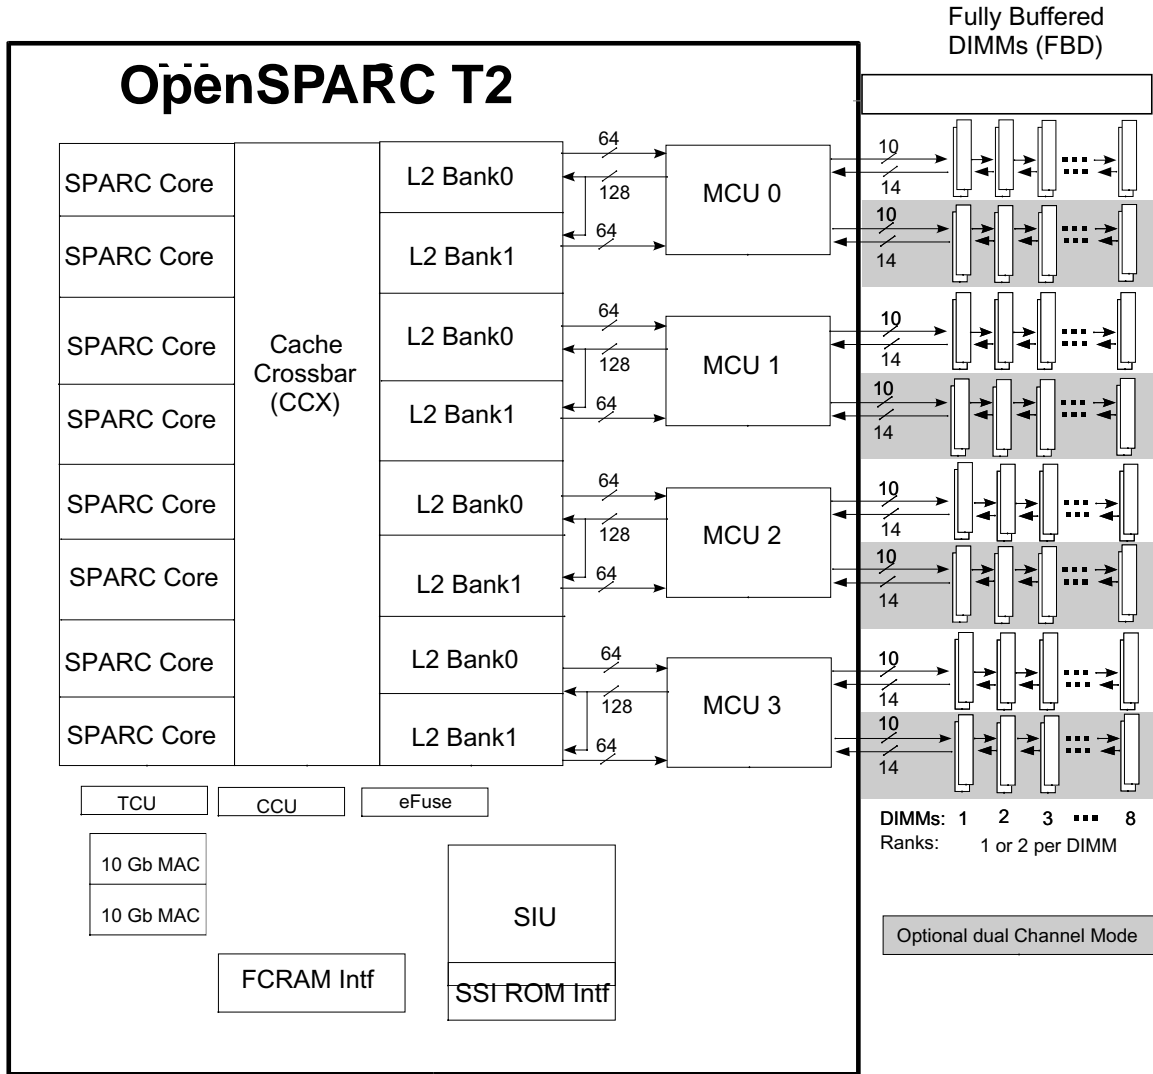 Fully Buffered
DIMMs (FBD)
OpenSPARC T2
SPARC Core
SPARC Core
SPARC Core
SPARC Core
SPARC Core
SPARC Core
SPARC Core
SPARC Core
Cache
Crossbar
(CCX)
L2 Bank0
L2 Bank1
L2 Bank0
L2 Bank1
L2 Bank0
L2 Bank1
L2 Bank0
L2 Bank1
64
128
64
64
128
64
64
128
64
64
128
64
MCU 0
MCU 1
MCU 2
MCU 3
10
14
10
14
10
14
10
14
10
14
10
14
10
14
10
14
DIMMs: 1 2 3 ... 8
Ranks: 1 or 2 per DIMM
Optional dual Channel Mode
TCU
CCU
eFuse
10 Gb MAC
10 Gb MAC
FCRAM Intf
SIU
SSI ROM Intf